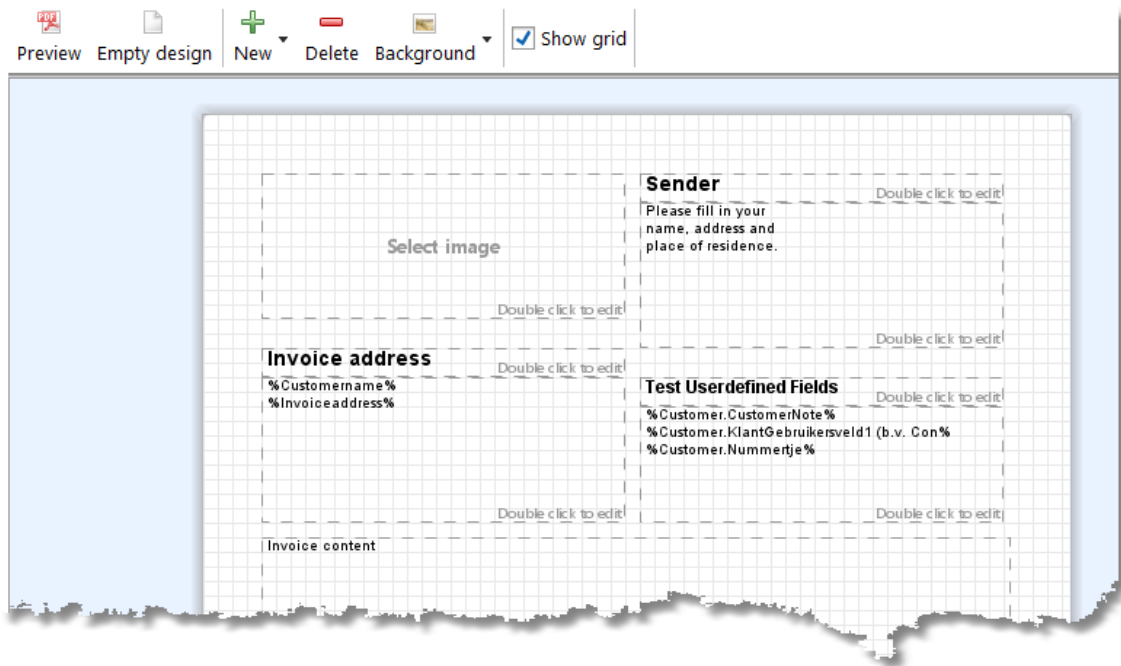 PDF
Preview
Empty design
New
Delete
Background
Show grid
Select image
Double click to edit
Sender
Double click to edit
Please fill in your
name, address and
place of residence.
Double click to edit
Invoice address
Double click to edit
%Customername%
%Invoiceaddress%
Double click to edit
Test Userdefined Fields
Double click to edit
%Customer.CustomerNote%
%Customer.KlantGebruikersveld1 (b.v. Con%
%Customer.Nummertje%
Double click to edit
Invoice content